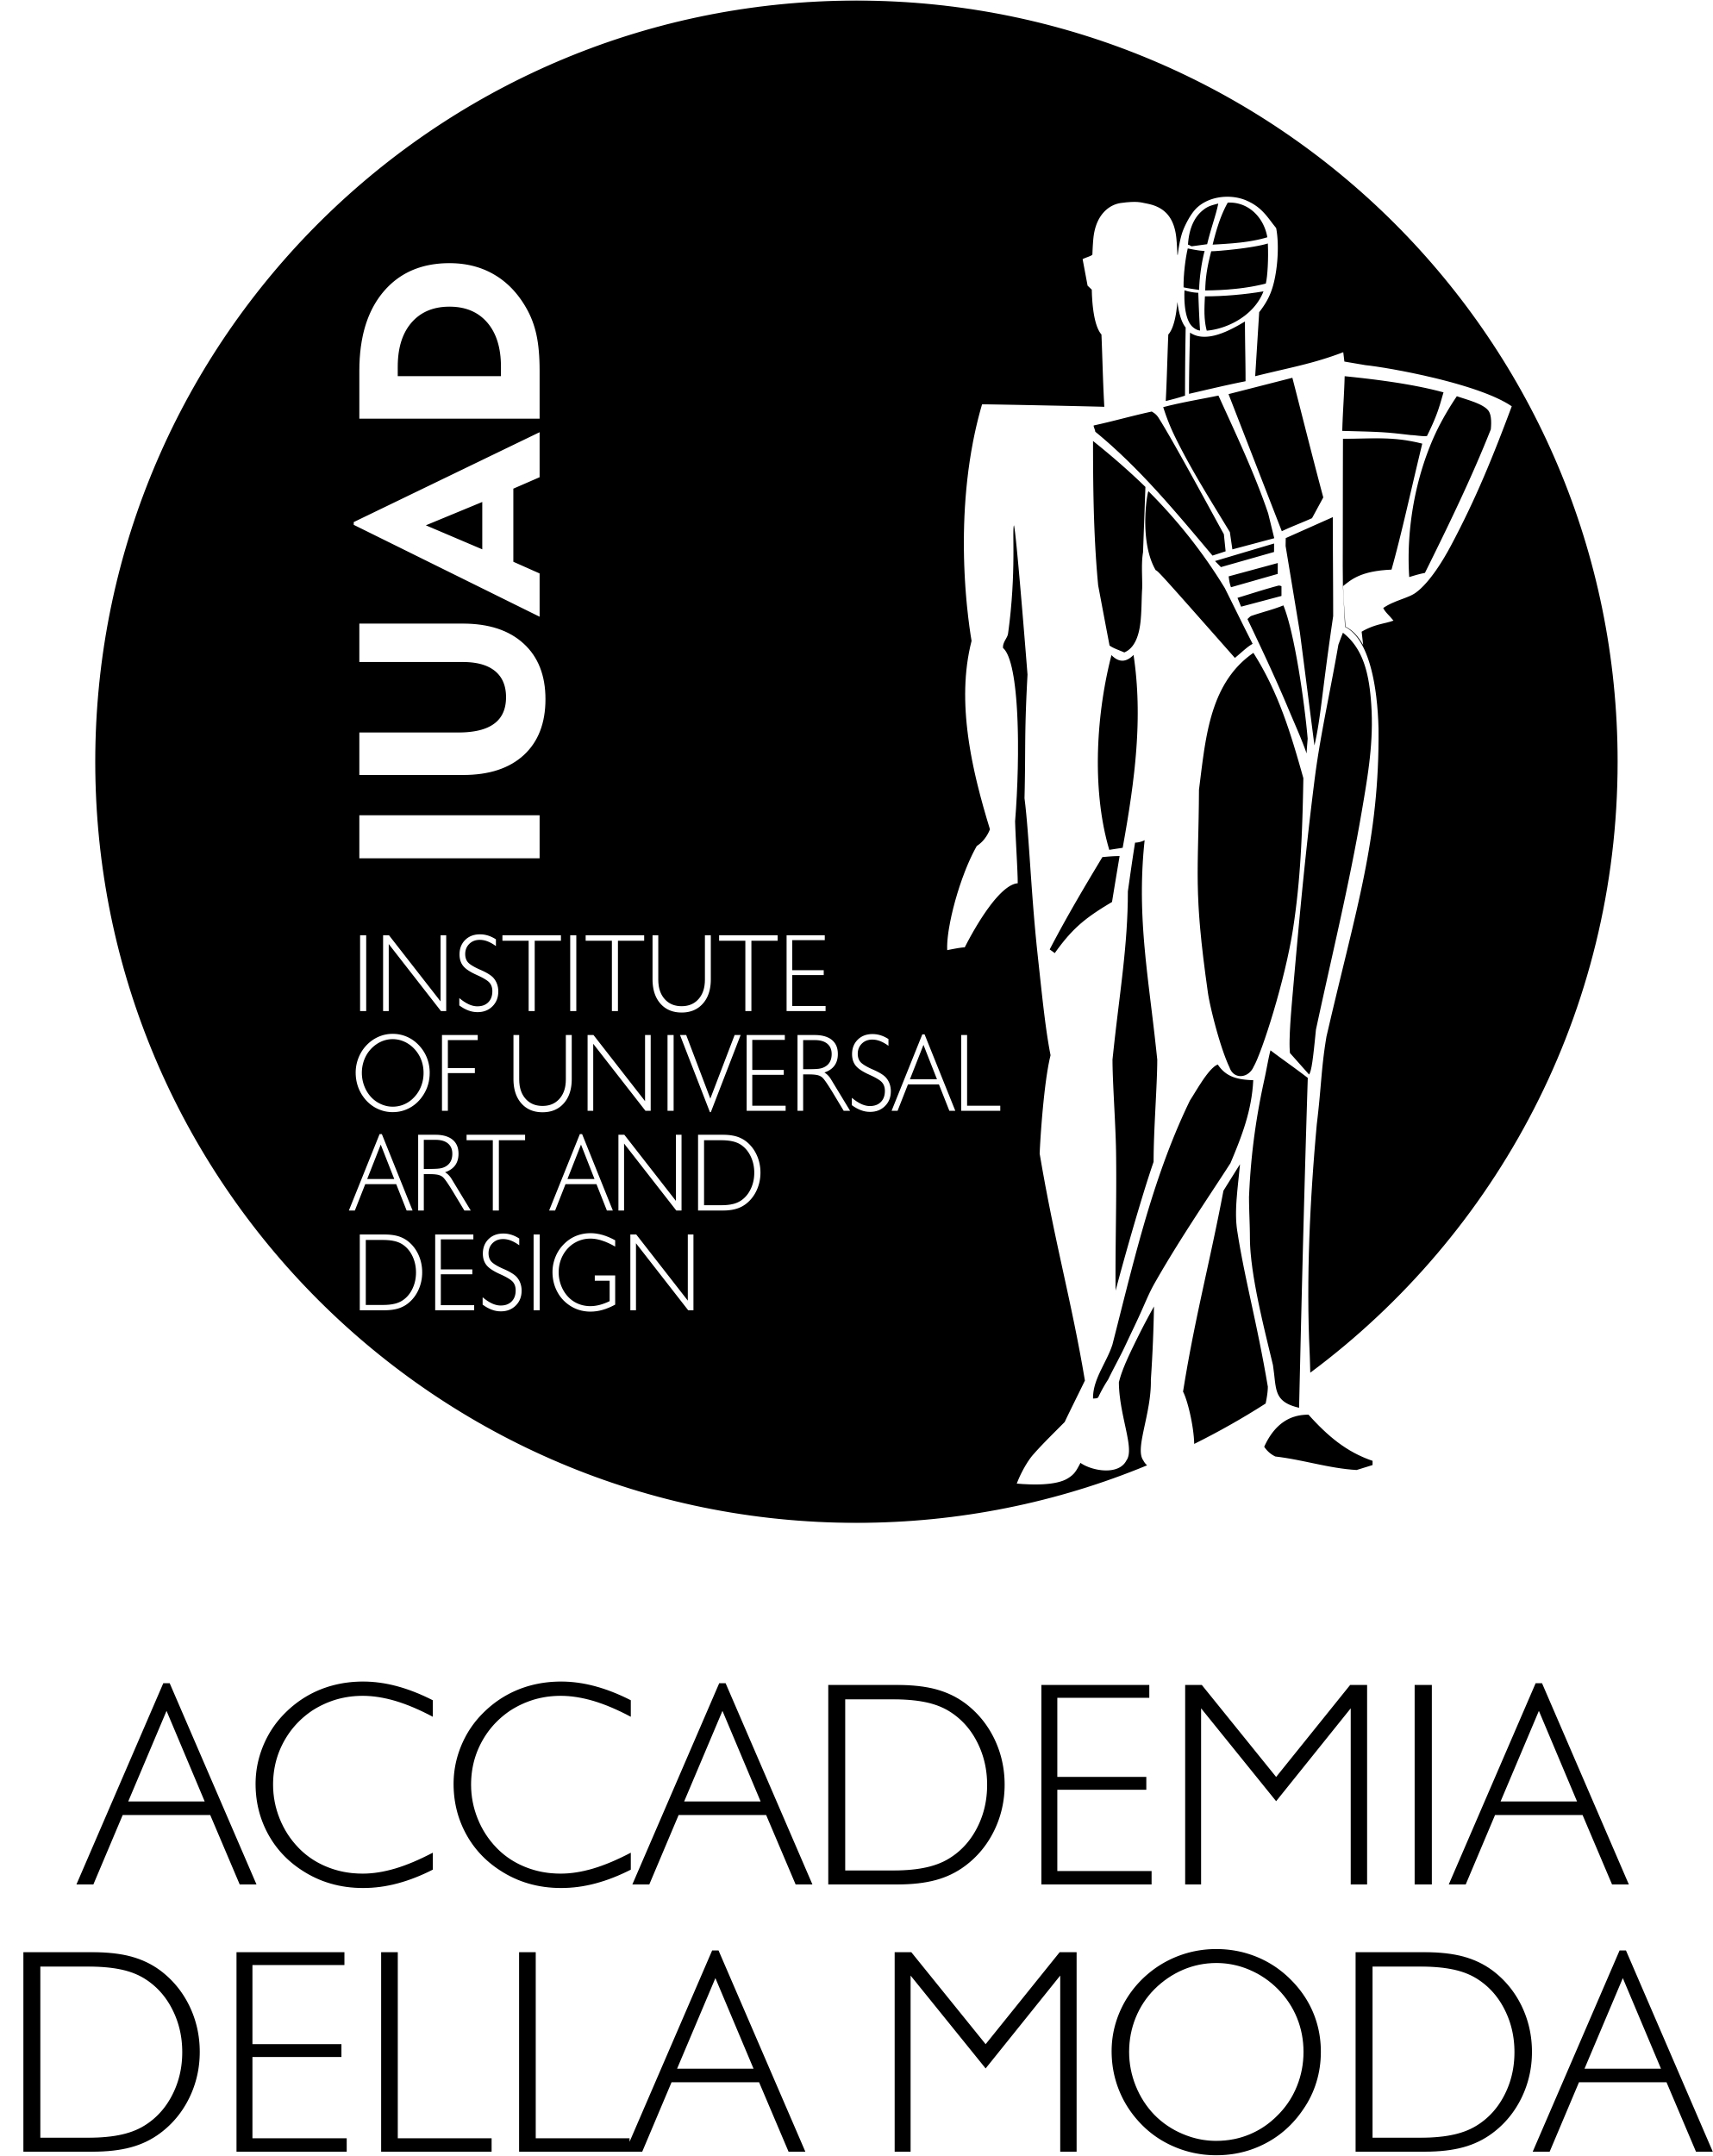 IUAD
INSTITUTE
OF UNIVERSAL
ART AND
DESIGN
ACCADEMIA
DELLA MODA